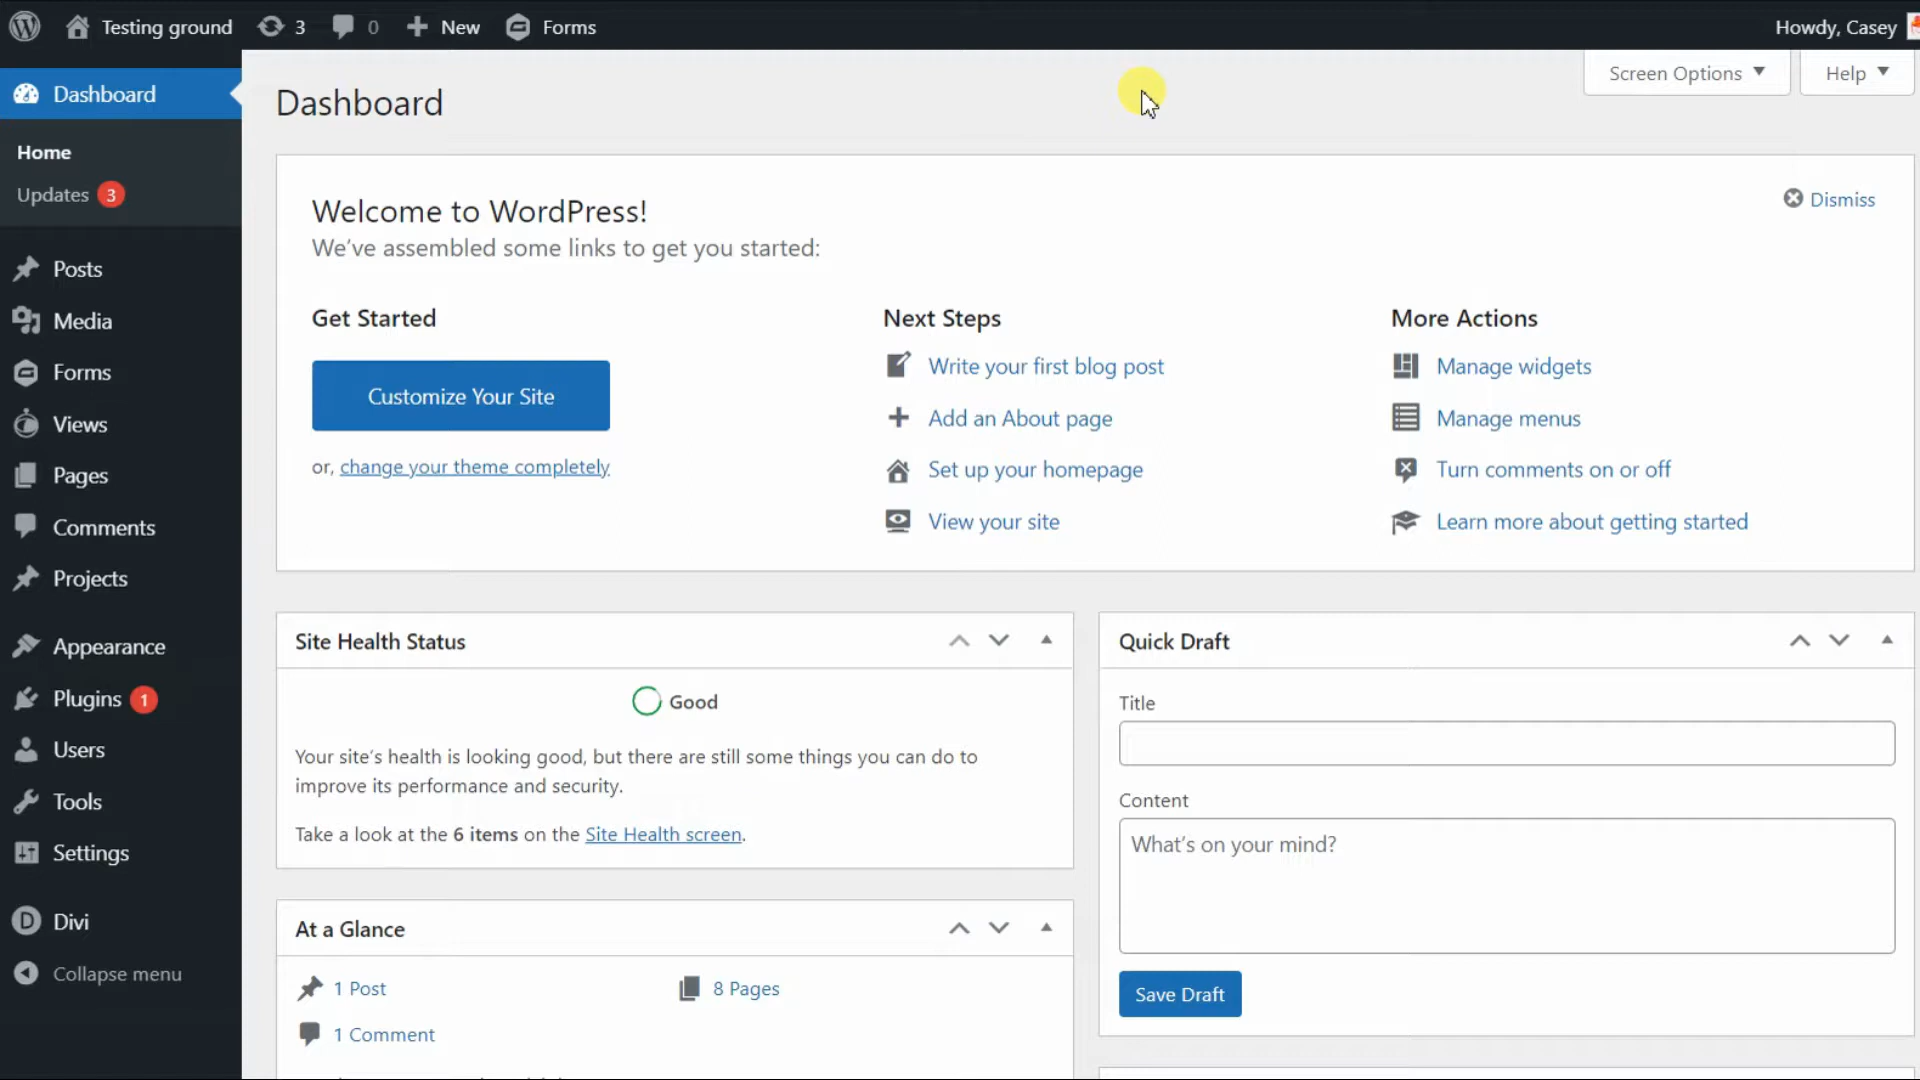 Testing ground 3 0 New Forms Howdy, Casey
Dashboard
Home
Updates 3
Posts
Media
Forms
Views
Pages
Comments
Projects
Appearance
Plugins 1
Users
Tools
Settings
Divi
Collapse menu
Screen Options Help
Dashboard
Welcome to WordPress!
We've assembled some links to get you started:
Dismiss
Get Started
Customize Your Site
or, change your theme completely
Next Steps
Write your first blog post
Add an About page
Set up your homepage
View your site
More Actions
Manage widgets
Manage menus
Turn comments on or off
Learn more about getting started
Site Health Status
Good
Your site's health is looking good, but there are still some things you can do to
improve its performance and security.
Take a look at the 6 items on the Site Health screen.
At a Glance
1 Post 8 Pages
1 Comment
Quick Draft
Title
Content
What's on your mind?
Save Draft